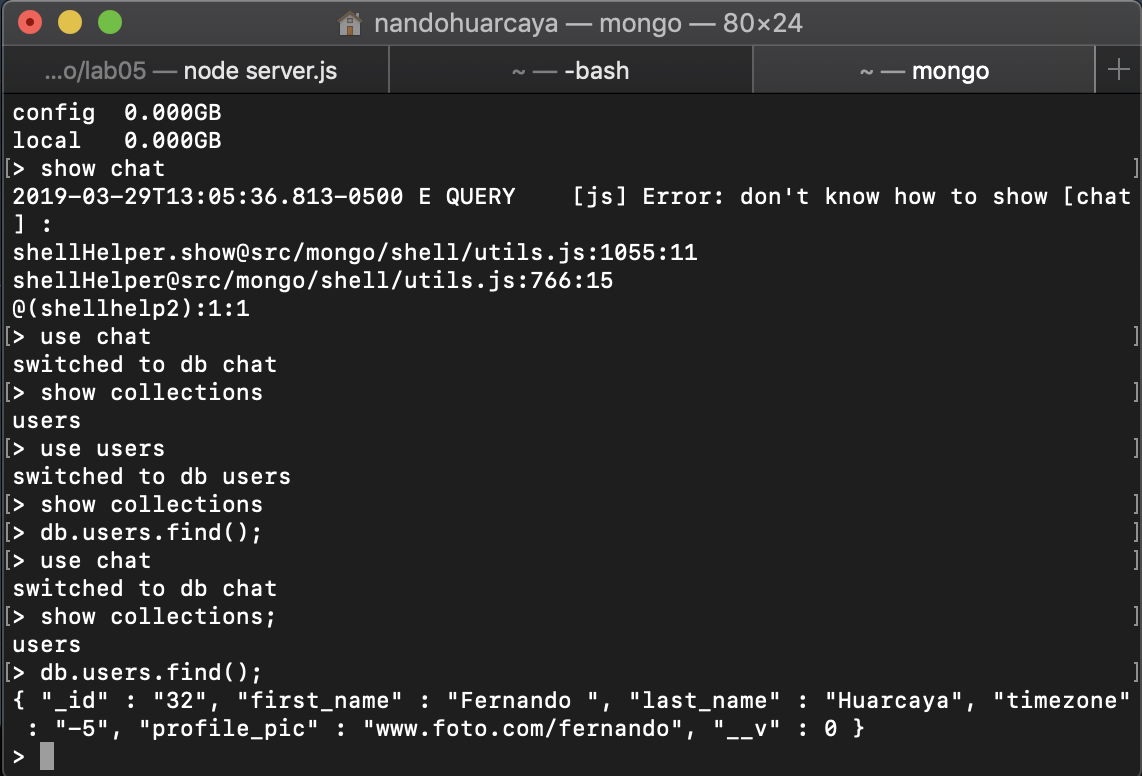 nandohuarcaya — mongo — 80×24
...o/lab05 — node server.js
~ — -bash
~ — mongo
config  0.000GB
local   0.000GB
[> show chat ]
2019-03-29T13:05:36.813-0500 E QUERY    [js] Error: don't know how to show [chat
] :
shellHelper.show@src/mongo/shell/utils.js:1055:11
shellHelper@src/mongo/shell/utils.js:766:15
@(shellhelp2):1:1
[> use chat ]
switched to db chat
[> show collections ]
users
[> use users ]
switched to db users
[> show collections ]
[> db.users.find(); ]
[> use chat ]
switched to db chat
[> show collections; ]
users
[> db.users.find(); ]
{ "_id" : "32", "first_name" : "Fernando ", "last_name" : "Huarcaya", "timezone"
 : "-5", "profile_pic" : "www.foto.com/fernando", "__v" : 0 }
>